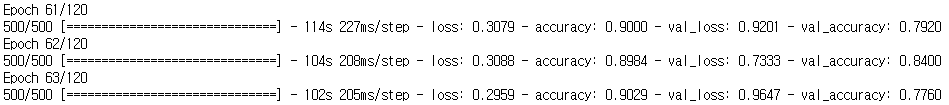 Epoch 61/120
500/500 [==============================] - 114s 227ms/step - loss: 0.3079 - accuracy: 0.9000 - val_loss: 0.9201 - val_accuracy: 0.7920
Epoch 62/120
500/500 [==============================] - 104s 208ms/step - loss: 0.3088 - accuracy: 0.8984 - val_loss: 0.7333 - val_accuracy: 0.8400
Epoch 63/120
500/500 [==============================] - 102s 205ms/step - loss: 0.2959 - accuracy: 0.9029 - val_loss: 0.9647 - val_accuracy: 0.7760